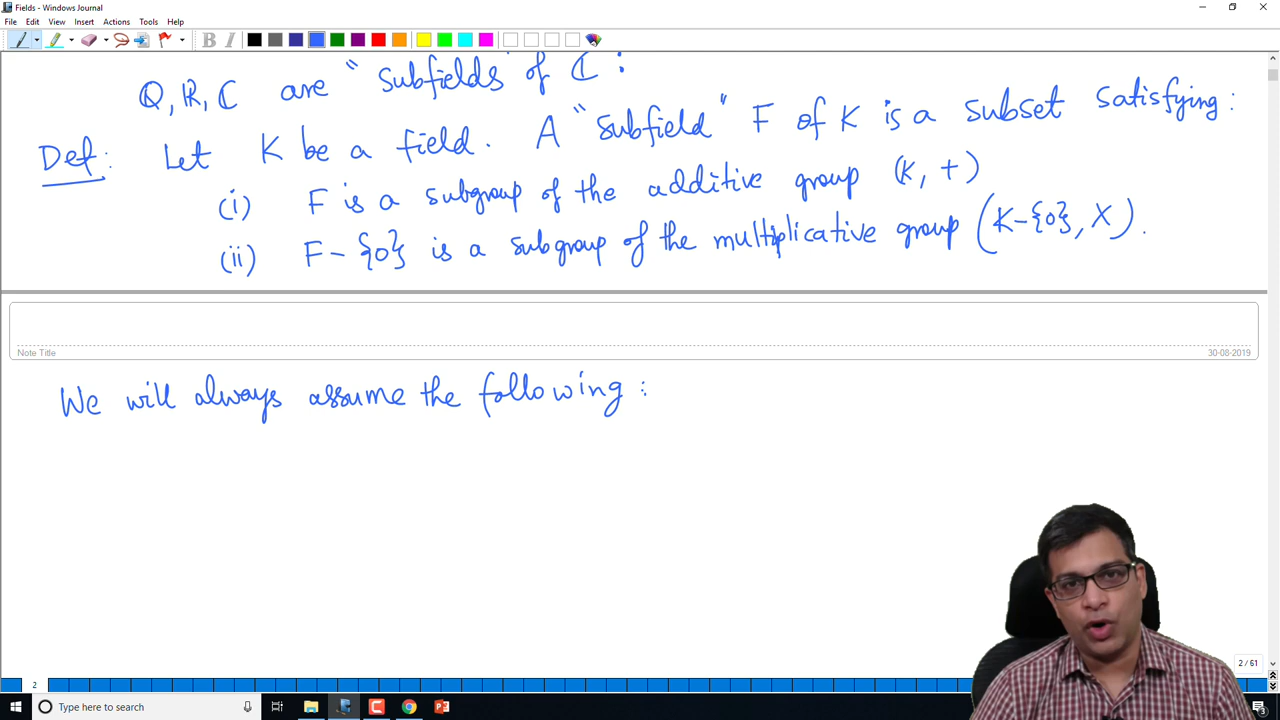 Fields - Windows Journal
File Edit View Insert Actions Tools Help
B I
Q, R, ℂ are "subfields" of ℂ :
Def: Let K be a field. A "subfield" F of K is a subset satisfying:
(i) F is a subgroup of the additive group (K, +)
(ii) F - {0} is a subgroup of the multiplicative group (K-{0}, X).
Note Title 30-08-2019
We will always assume the following :
2 / 61
2
Type here to search
3